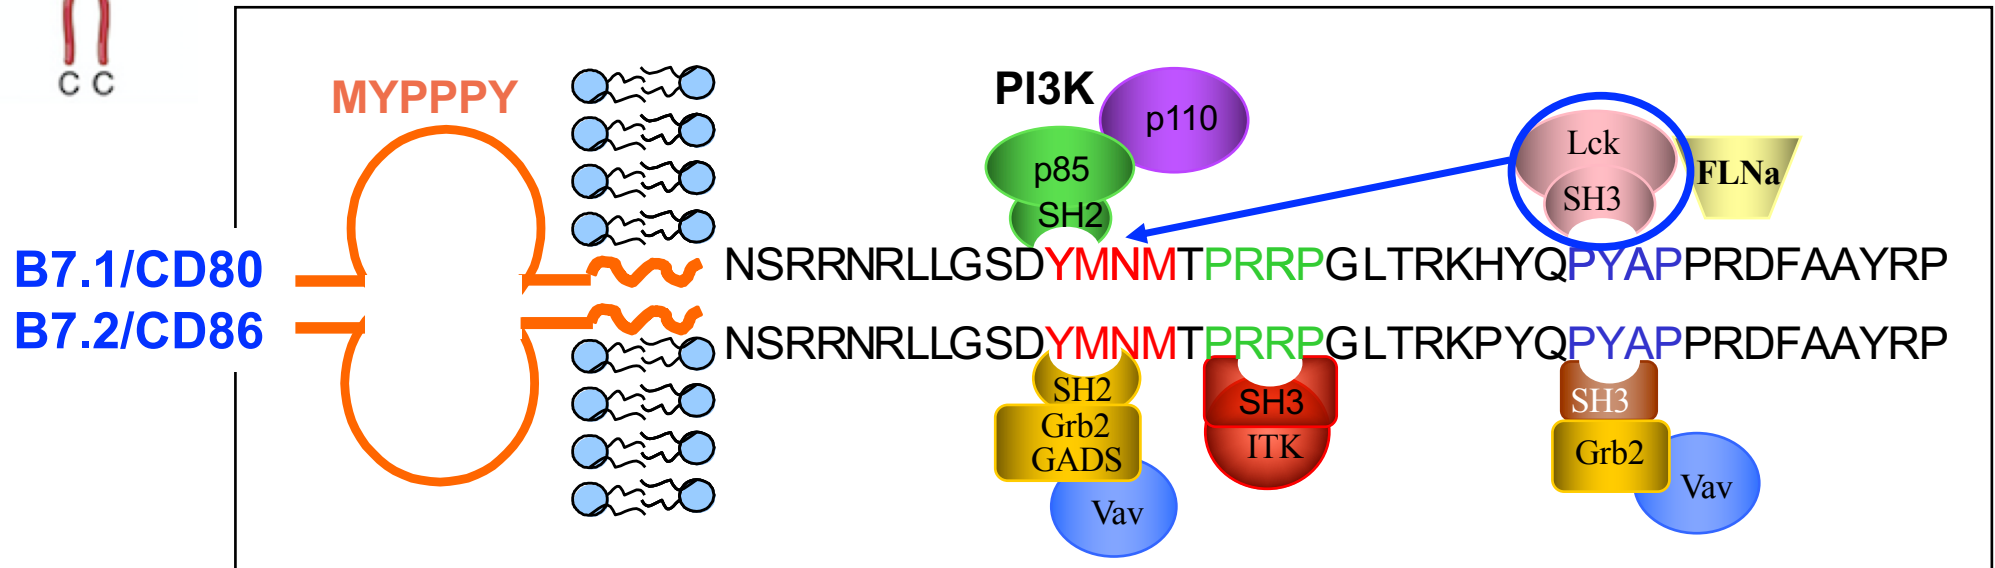 C C
MYPPPY
PI3K
p110
p85
SH2
Lck
SH3
FLNa
B7.1/CD80
NSRRNRLLGSDYMNMTPRRPGLTRKHYQPYAPPRDFAAYRP
B7.2/CD86
NSRRNRLLGSDYMNMTPRRPGLTRKPYQPYAPPRDFAAYRP
SH2
Grb2
GADS
Vav
SH3
ITK
SH3
Grb2
Vav